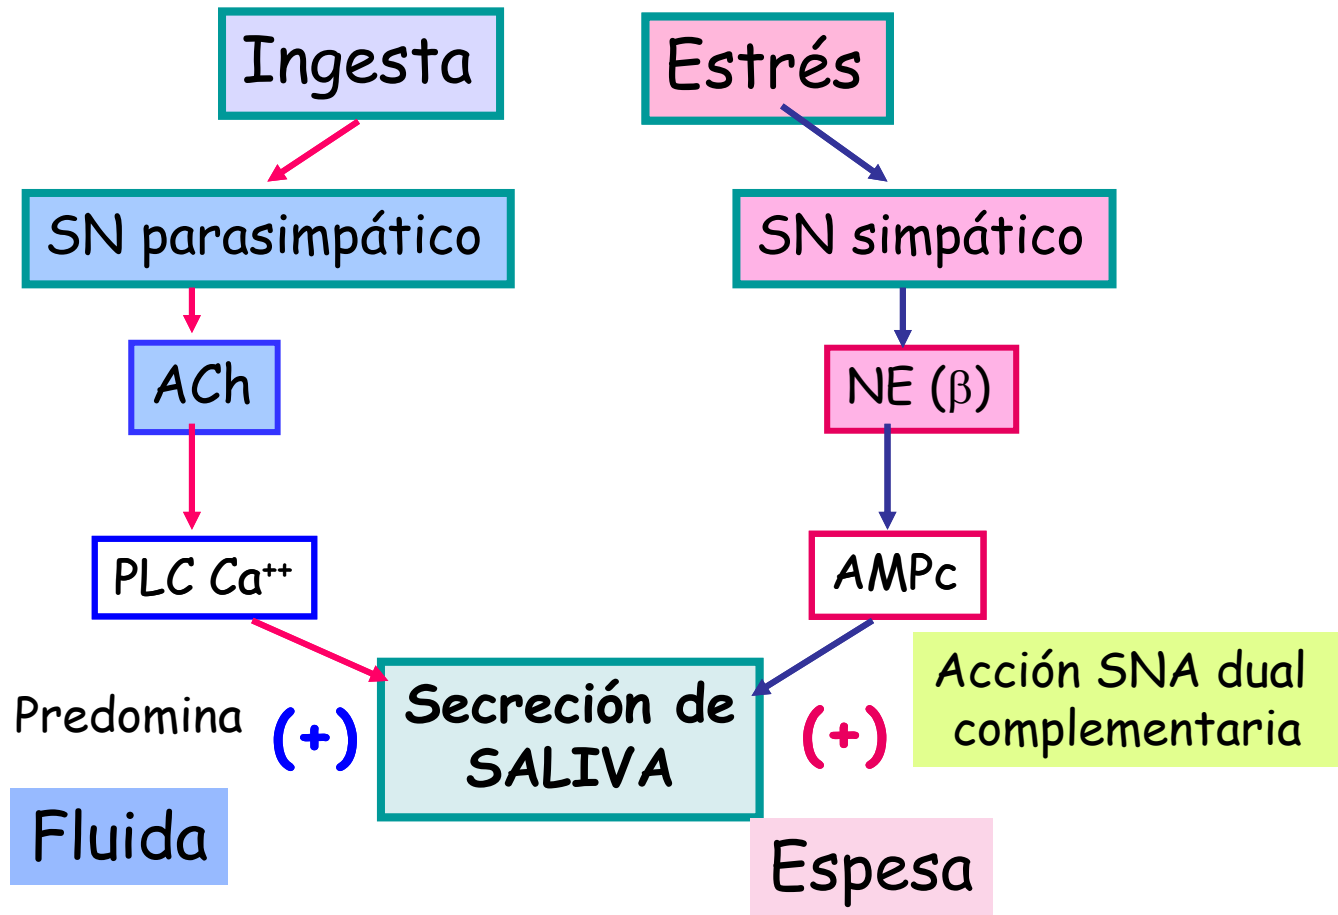 Ingesta
Estrés
SN parasimpático
SN simpático
ACh
NE (β)
PLC Ca⁺⁺
AMPc
Predomina
(+)
Secreción de
SALIVA
(+)
Acción SNA dual
complementaria
Fluida
Espesa